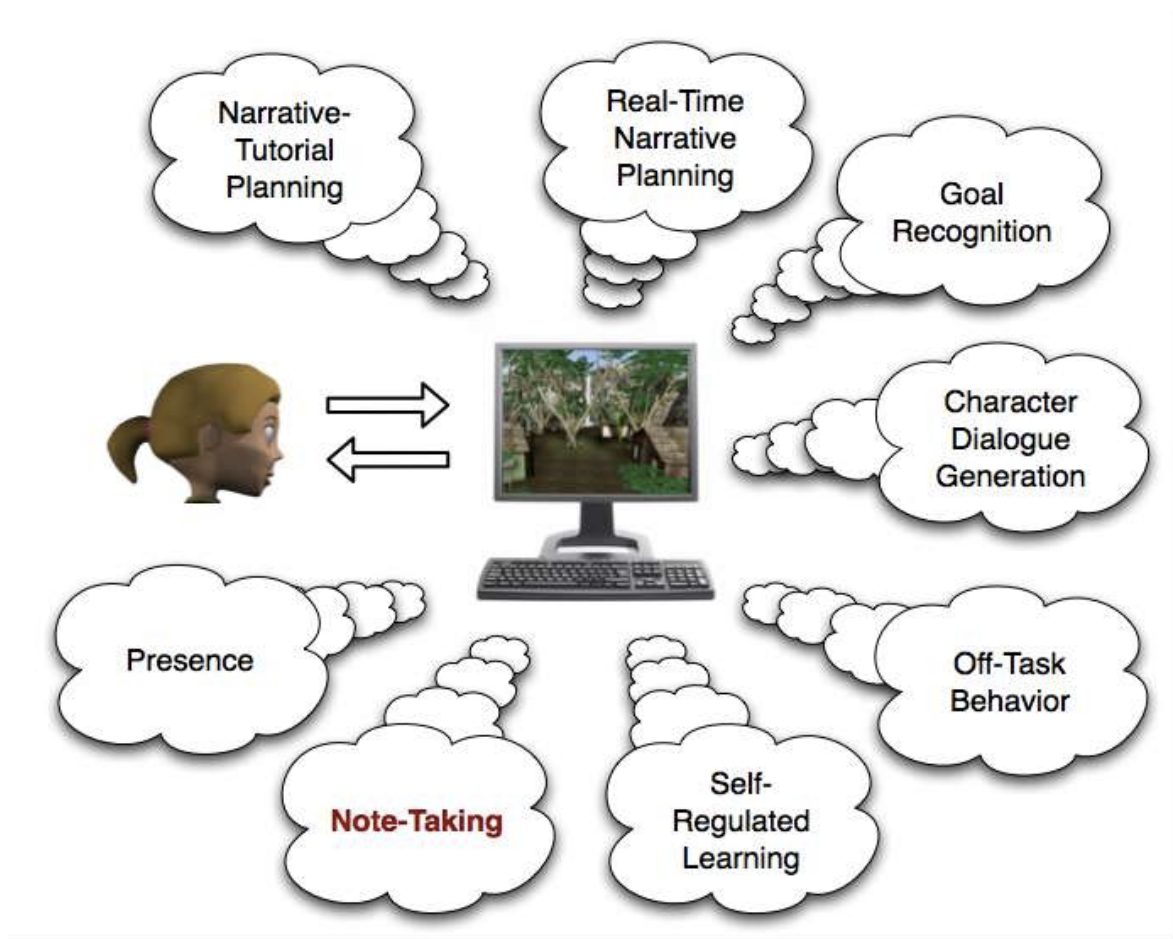 Narrative-
Tutorial
Planning
Real-Time
Narrative
Planning
Goal
Recognition
Character
Dialogue
Generation
Presence
Off-Task
Behavior
Note-Taking
Self-
Regulated
Learning